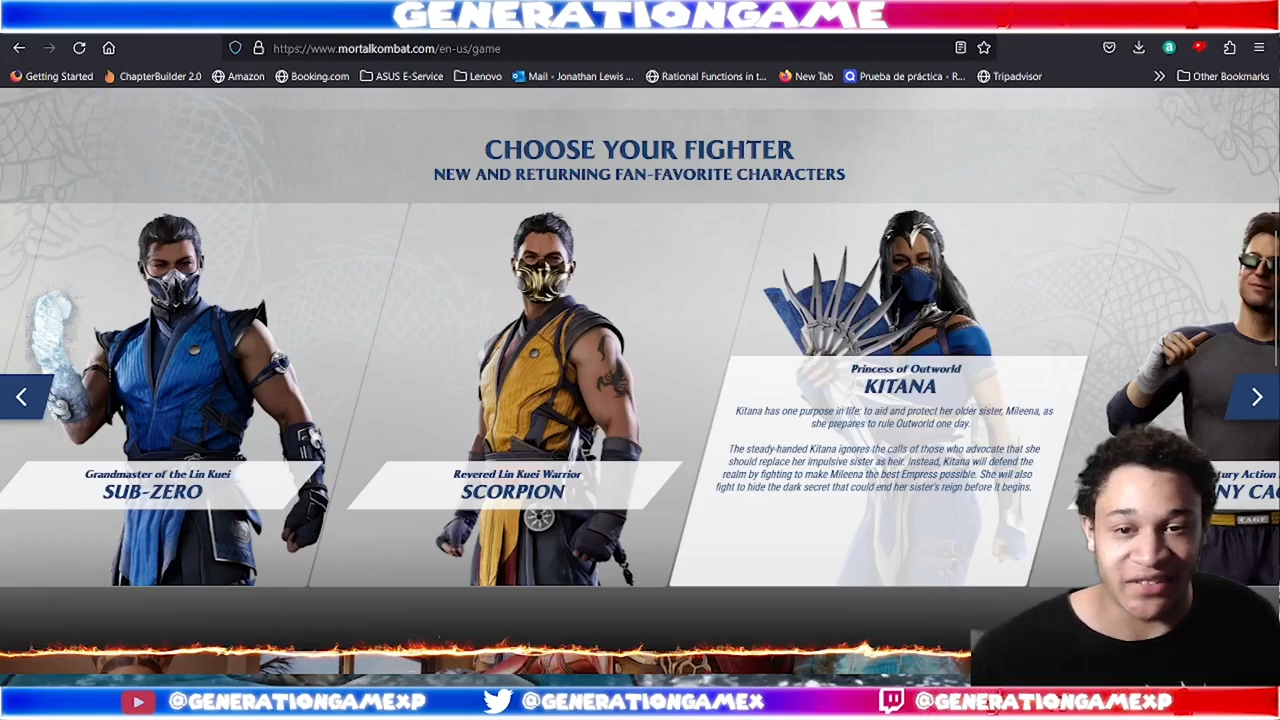 GENERATIONGAME
https://www.mortalkombat.com/en-us/game
Getting Started ChapterBuilder 2.0 Amazon Booking.com ASUS E-Service Lenovo Mail - Jonathan Lewis ... Rational Functions in t... New Tab Prueba de práctica • R... Tripadvisor Other Bookmarks
CHOOSE YOUR FIGHTER
NEW AND RETURNING FAN-FAVORITE CHARACTERS
Grandmaster of the Lin Kuei
SUB-ZERO
Revered Lin Kuei Warrior
SCORPION
Princess of Outworld
KITANA
Kitana has one purpose in life: to aid and protect her older sister, Mileena, as
she prepares to rule Outworld one day.
The steady-handed Kitana ignores the calls of those who advocate that she
should replace her impulsive sister as heir. Instead, Kitana will defend the
realm by fighting to make Mileena the best Empress possible. She will also
fight to hide the dark secret that could end her sister's reign before it begins.
tury Action
NY CA
CAGE
@GENERATIONGAMEXP @GENERATIONGAMEX @GENERATIONGAMEXP